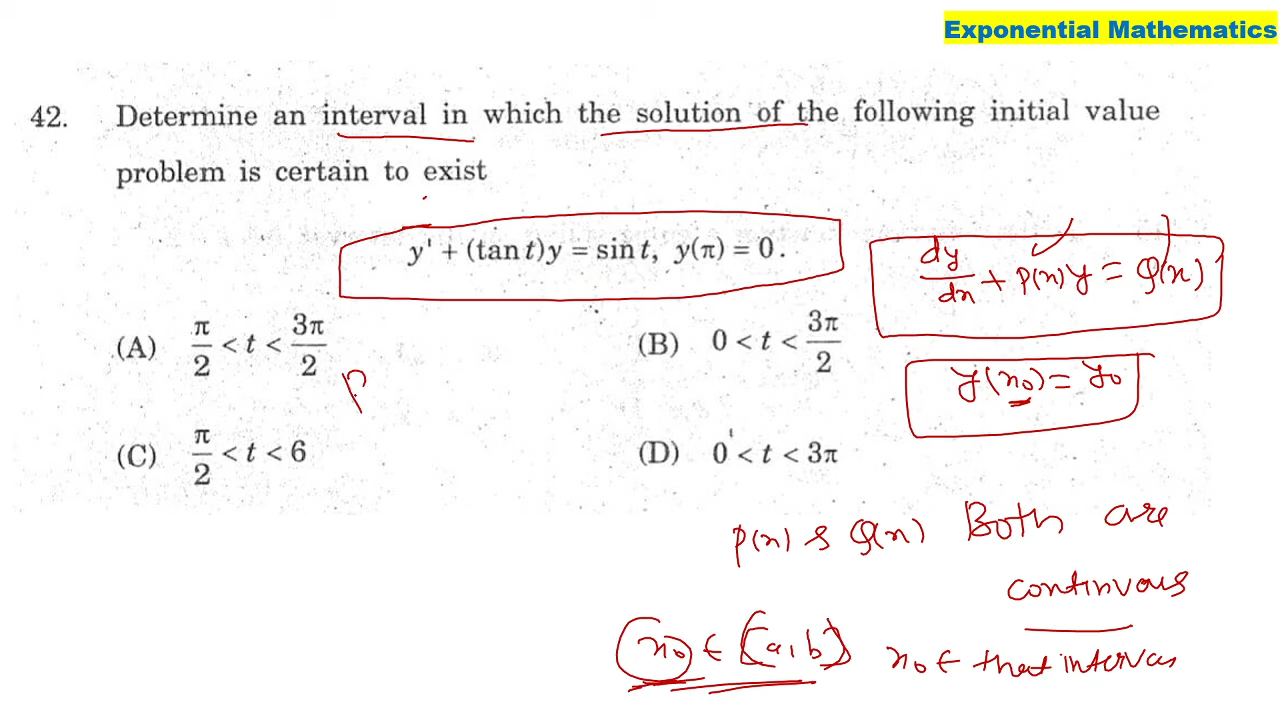 Exponential Mathematics
42. Determine an interval in which the solution of the following initial value
problem is certain to exist
y' + (tan t)y = sin t, y(π) = 0.
dy/dx + P(x)y = Q(x)
(A) π/2 < t < 3π/2
(B) 0 < t < 3π/2
P
y(x₀) = y₀
(C) π/2 < t < 6
(D) 0 < t < 3π
P(x) & Q(x) Both are
continuous
x₀ ∈ [a, b] x₀ ∈ that interval